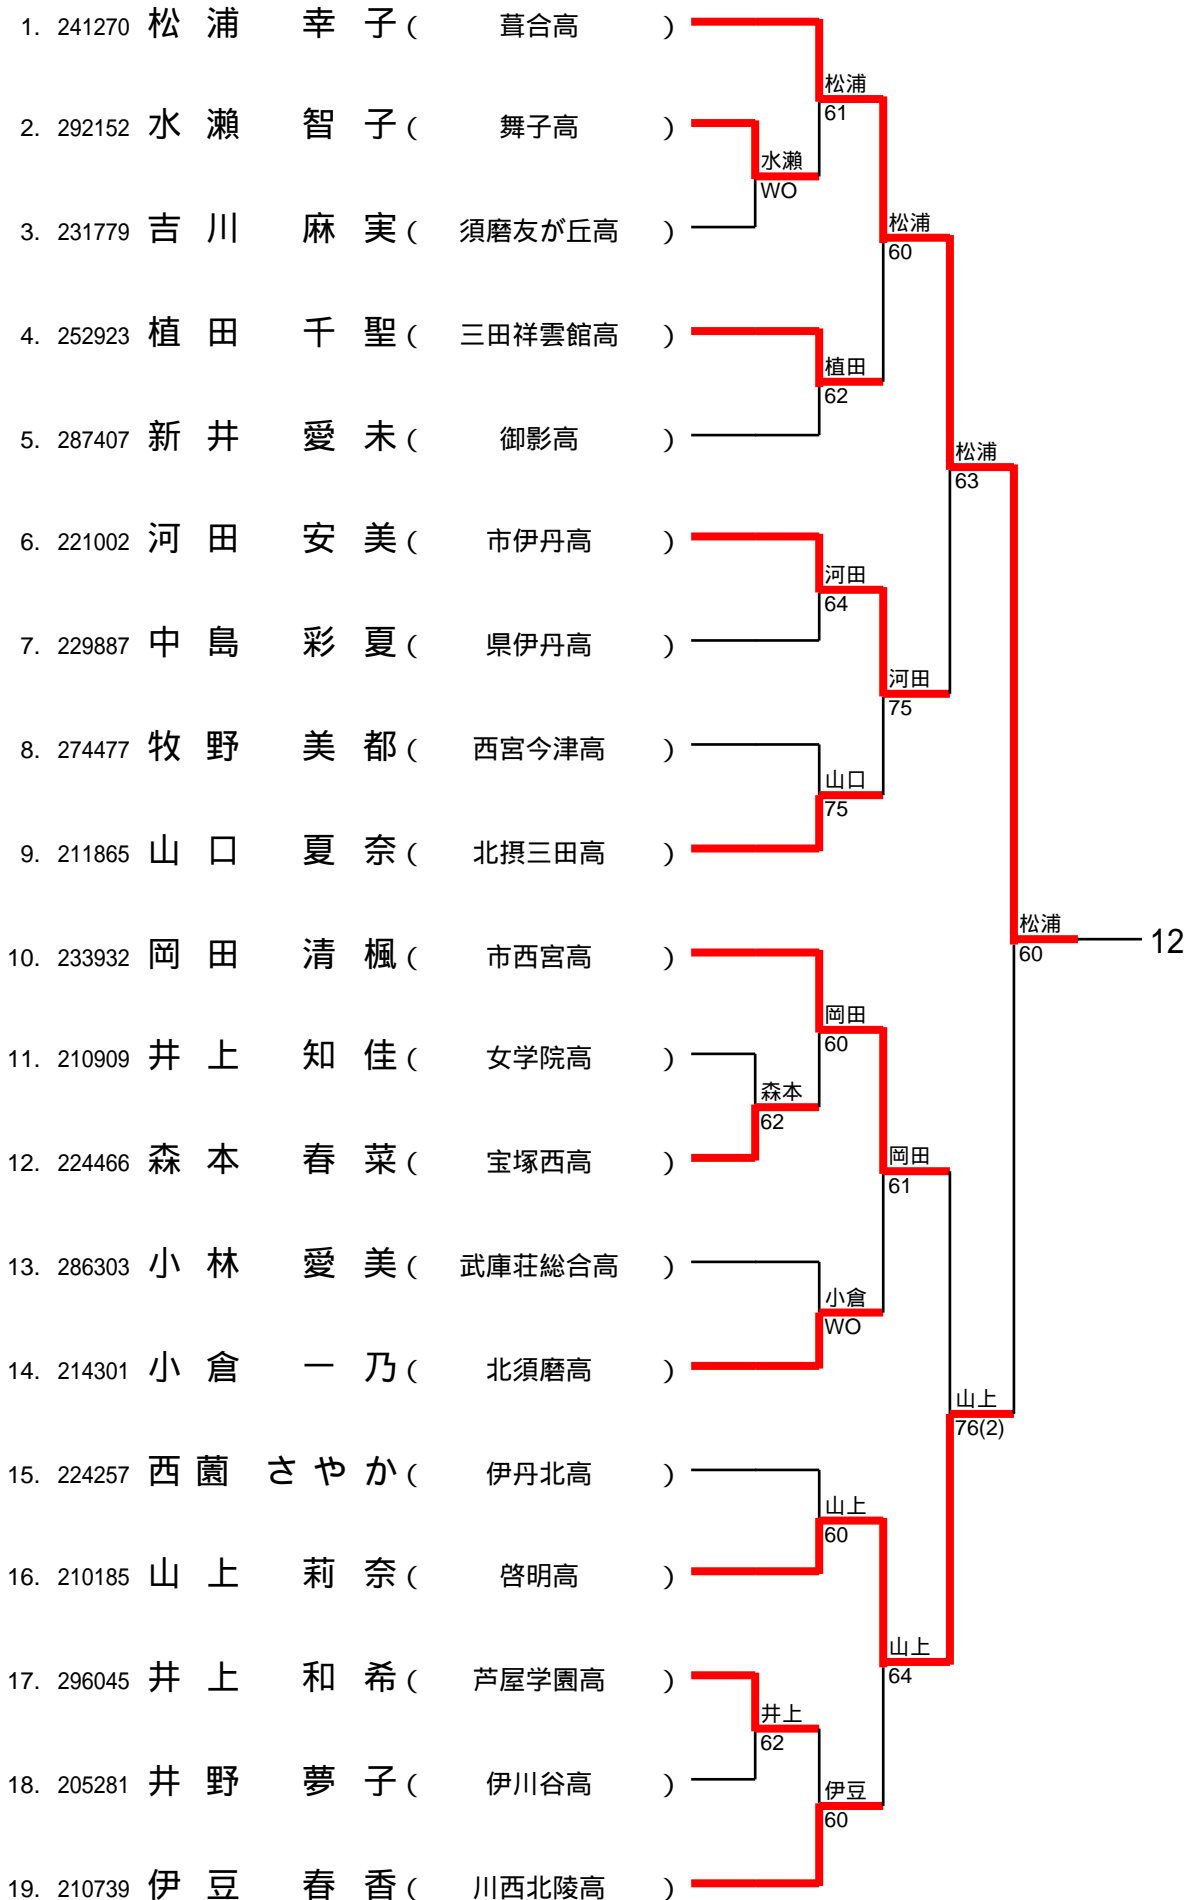 1. 241270 松 浦 幸 子 ( 葺合高 )
松浦
61
2. 292152 水 瀬 智 子 ( 舞子高 )
水瀬
WO
3. 231779 吉 川 麻 実 ( 須磨友が丘高 )
松浦
60
4. 252923 植 田 千 聖 ( 三田祥雲館高 )
植田
62
5. 287407 新 井 愛 未 ( 御影高 )
松浦
63
6. 221002 河 田 安 美 ( 市伊丹高 )
河田
64
7. 229887 中 島 彩 夏 ( 県伊丹高 )
河田
75
8. 274477 牧 野 美 都 ( 西宮今津高 )
山口
75
9. 211865 山 口 夏 奈 ( 北摂三田高 )
松浦
60
12
10. 233932 岡 田 清 楓 ( 市西宮高 )
岡田
60
11. 210909 井 上 知 佳 ( 女学院高 )
森本
62
12. 224466 森 本 春 菜 ( 宝塚西高 )
岡田
61
13. 286303 小 林 愛 美 ( 武庫荘総合高 )
小倉
WO
14. 214301 小 倉 一 乃 ( 北須磨高 )
山上
76(2)
15. 224257 西 薗 さ や か ( 伊丹北高 )
山上
60
16. 210185 山 上 莉 奈 ( 啓明高 )
山上
64
17. 296045 井 上 和 希 ( 芦屋学園高 )
井上
62
18. 205281 井 野 夢 子 ( 伊川谷高 )
伊豆
60
19. 210739 伊 豆 春 香 ( 川西北陵高 )